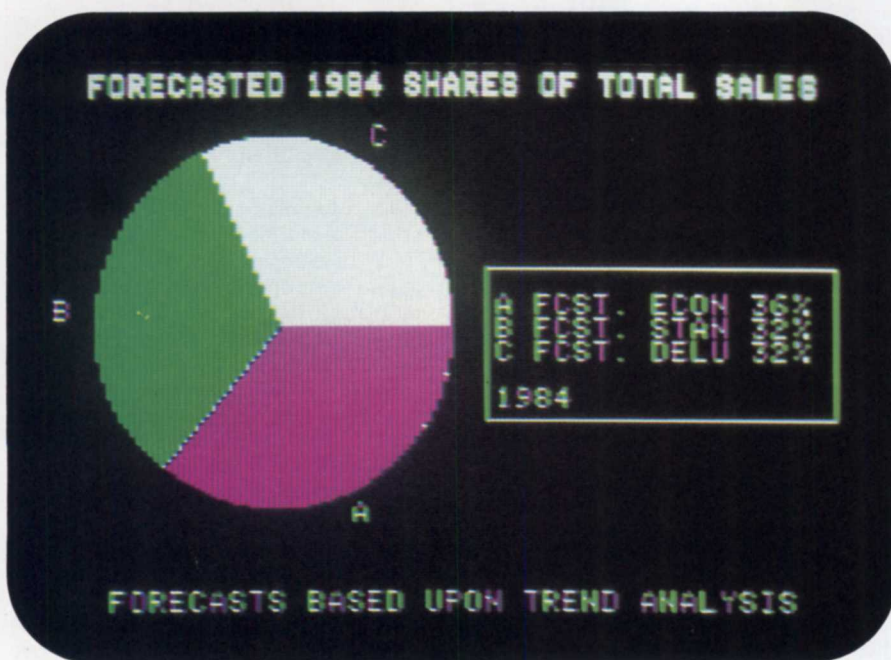 FORECASTED 1984 SHARES OF TOTAL SALES
C
B
A FCST. ECON 36%
B FCST. STAN 32%
C FCST. DELU 32%
1984
A
FORECASTS BASED UPON TREND ANALYSIS